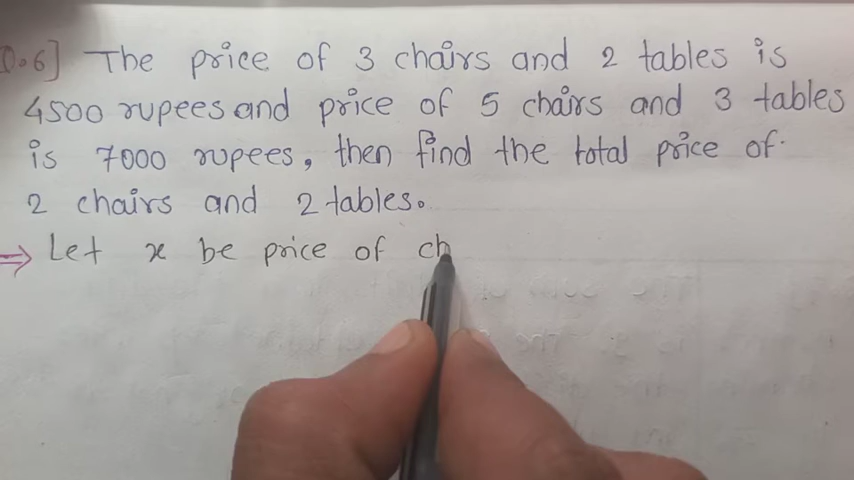 Q.6] The price of 3 chairs and 2 tables is
4500 rupees and price of 5 chairs and 3 tables
is 7000 rupees, then find the total price of
2 chairs and 2 tables.
⇒ Let x be price of ch